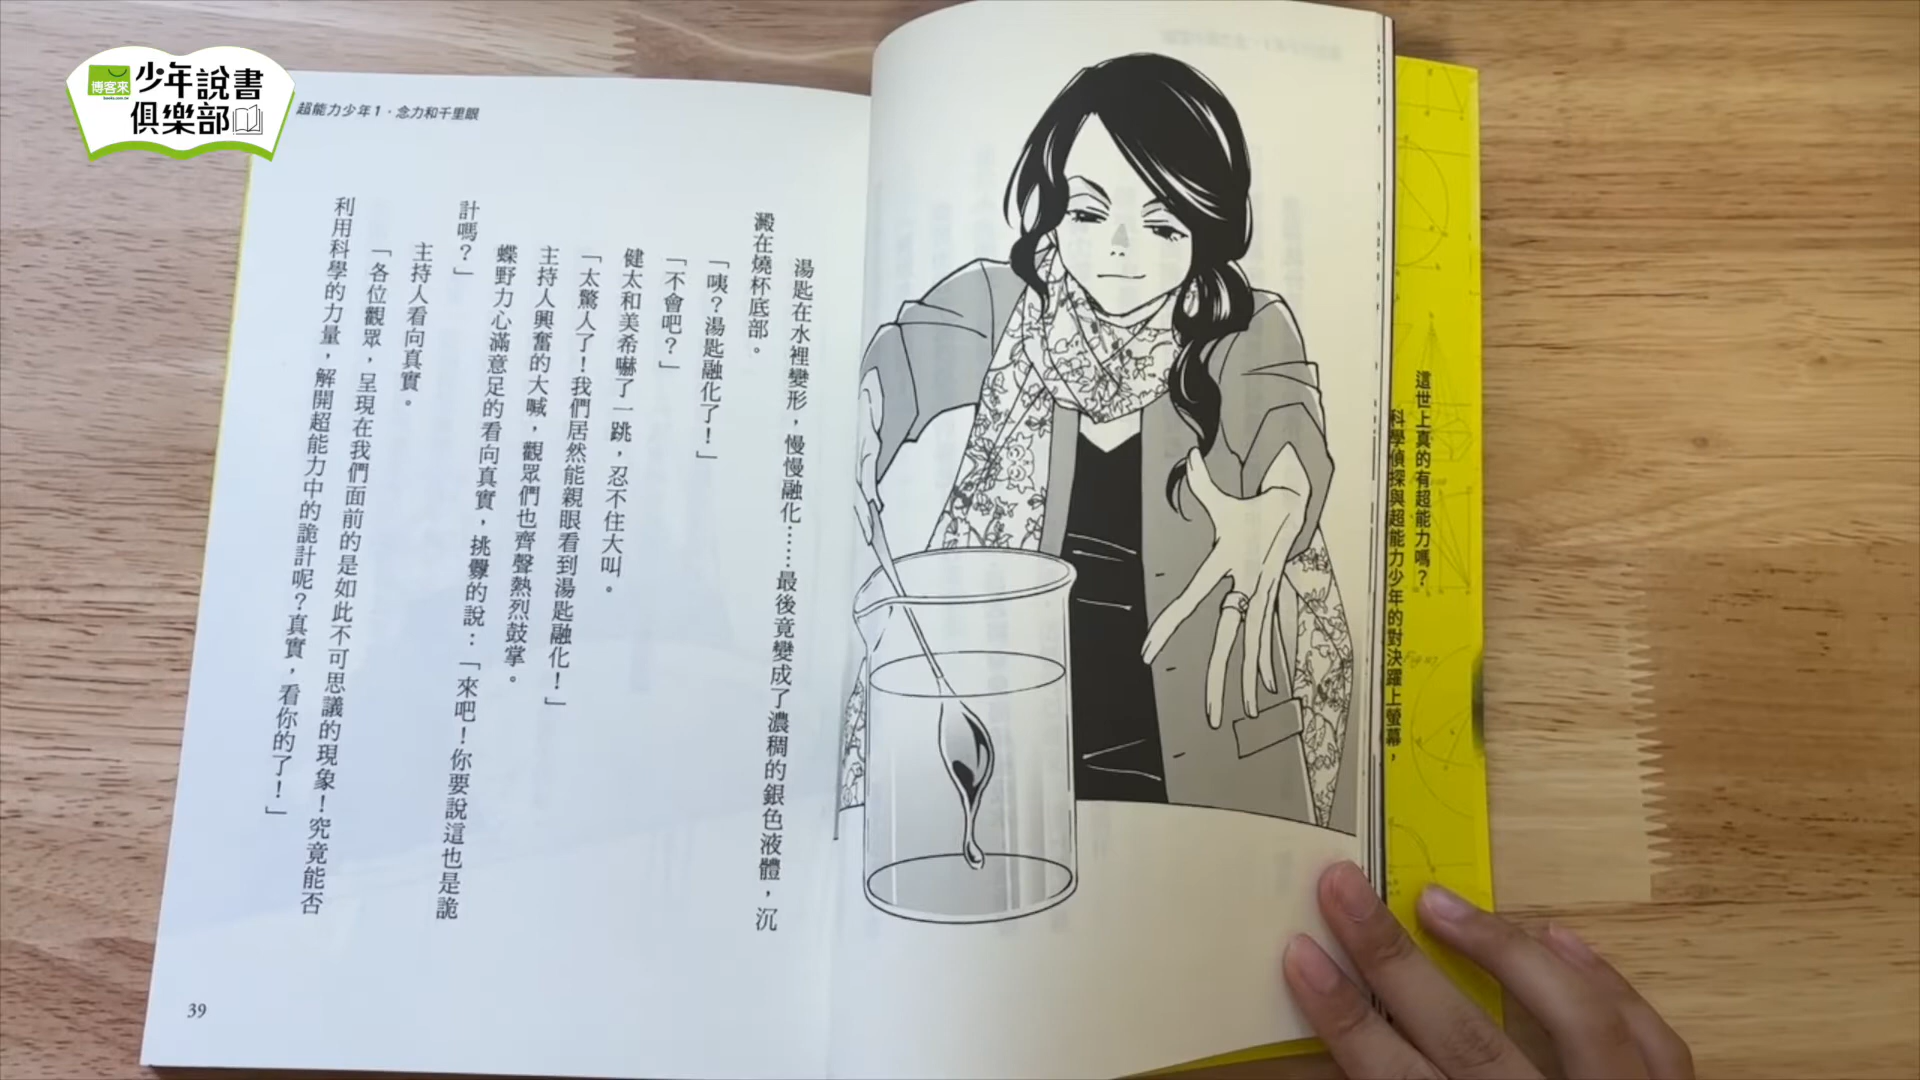 博客來
books.com.tw
少年說書
俱樂部
超能力少年1・念力和千里眼
湯匙在水裡變形，慢慢融化……最後竟變成了濃稠的銀色液體，沉
澱在燒杯底部。
「咦？湯匙融化了！」
「不會吧？」
健太和美希嚇了一跳，忍不住大叫。
「太驚人了！我們居然能親眼看到湯匙融化！」
主持人興奮的大喊，觀眾們也齊聲熱烈鼓掌。
蝶野力心滿意足的看向真實，挑釁的說：「來吧！你要說這也是詭
計嗎？」
主持人看向真實。
「各位觀眾，呈現在我們面前的是如此不可思議的現象！究竟能否
利用科學的力量，解開超能力中的詭計呢？真實，看你的了！」
39
這世上真的有超能力嗎？
科學偵探與超能力少年的對決躍上螢幕，